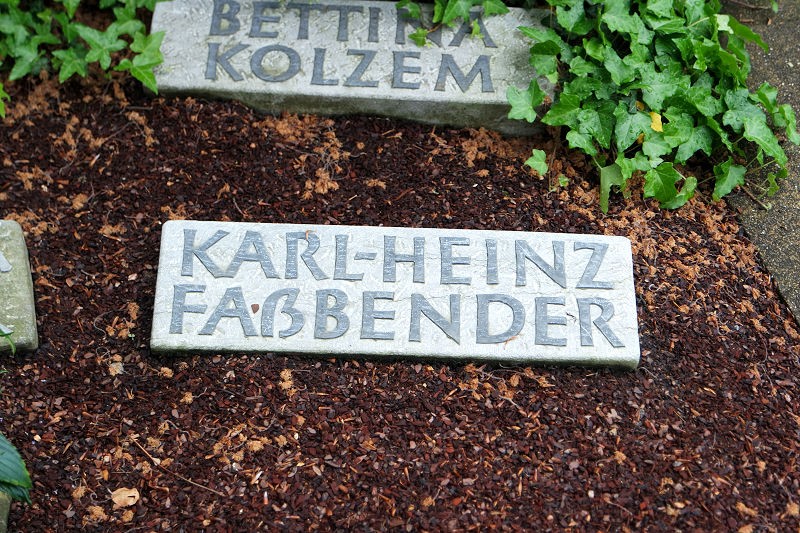 BETTINA
KOLZEM
KARL-HEINZ
FAßBENDER